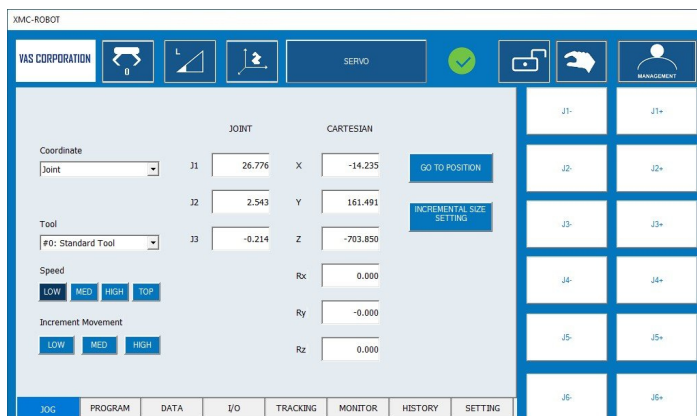 XMC-ROBOT
VAS CORPORATION
0
L
2
SERVO
MANAGEMENT
JOINT CARTESIAN
Coordinate
Joint
J1 26.776 X -14.235 GO TO POSITION
J2 2.543 Y 161.491 INCREMENTAL SIZE
SETTING
Tool
#0: Standard Tool
J3 -0.214 Z -703.850
Speed
LOW MED HIGH TOP
Rx 0.000
Increment Movement
LOW MED HIGH
Ry -0.000
Rz 0.000
J1- J1+
J2- J2+
J3- J3+
J4- J4+
J5- J5+
J6- J6+
JOG PROGRAM DATA I/O TRACKING MONITOR HISTORY SETTING